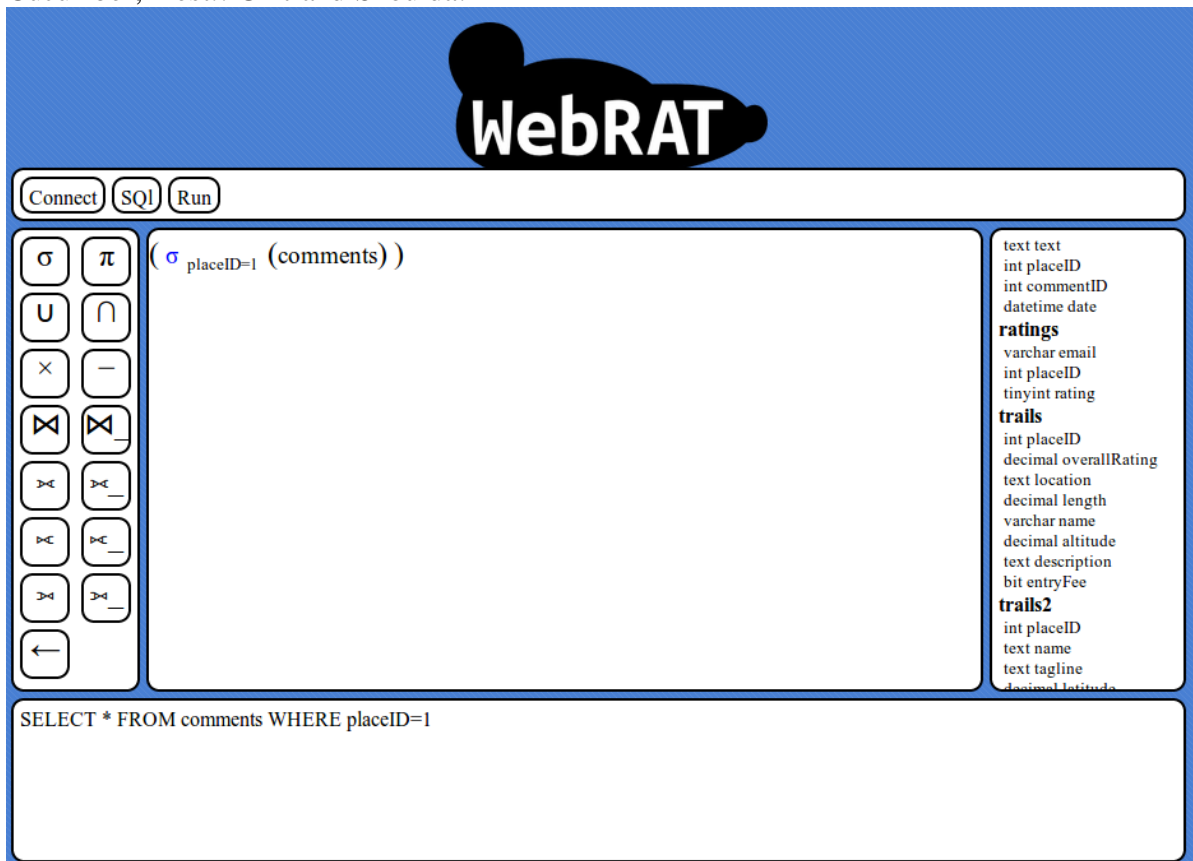 WebRAT
Connect SQl Run
σ π
∪ ∩
× −
⋈ ⋈_
⟕ ⟕_
←
( σ placeID=1 (comments) )
text text
int placeID
int commentID
datetime date
ratings
varchar email
int placeID
tinyint rating
trails
int placeID
decimal overallRating
text location
decimal length
varchar name
decimal altitude
text description
bit entryFee
trails2
int placeID
text name
text tagline
decimal latitude
SELECT * FROM comments WHERE placeID=1